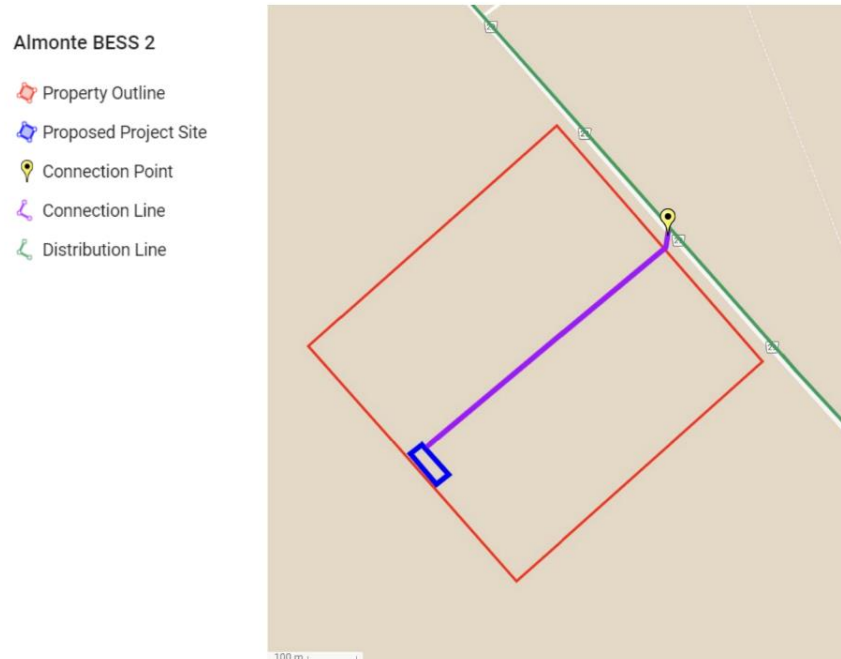 Almonte BESS 2
Property Outline
Proposed Project Site
Connection Point
Connection Line
Distribution Line
100 m